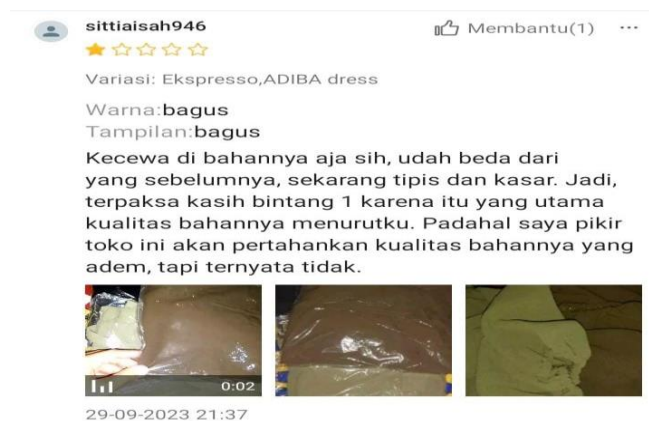 sittiaisah946
Membantu(1)
Variasi: Ekspresso,ADIBA dress
Warna:bagus
Tampilan:bagus
Kecewa di bahannya aja sih, udah beda dari
yang sebelumnya, sekarang tipis dan kasar. Jadi,
terpaksa kasih bintang 1 karena itu yang utama
kualitas bahannya menurutku. Padahal saya pikir
toko ini akan pertahankan kualitas bahannya yang
adem, tapi ternyata tidak.
0:02
29-09-2023 21:37